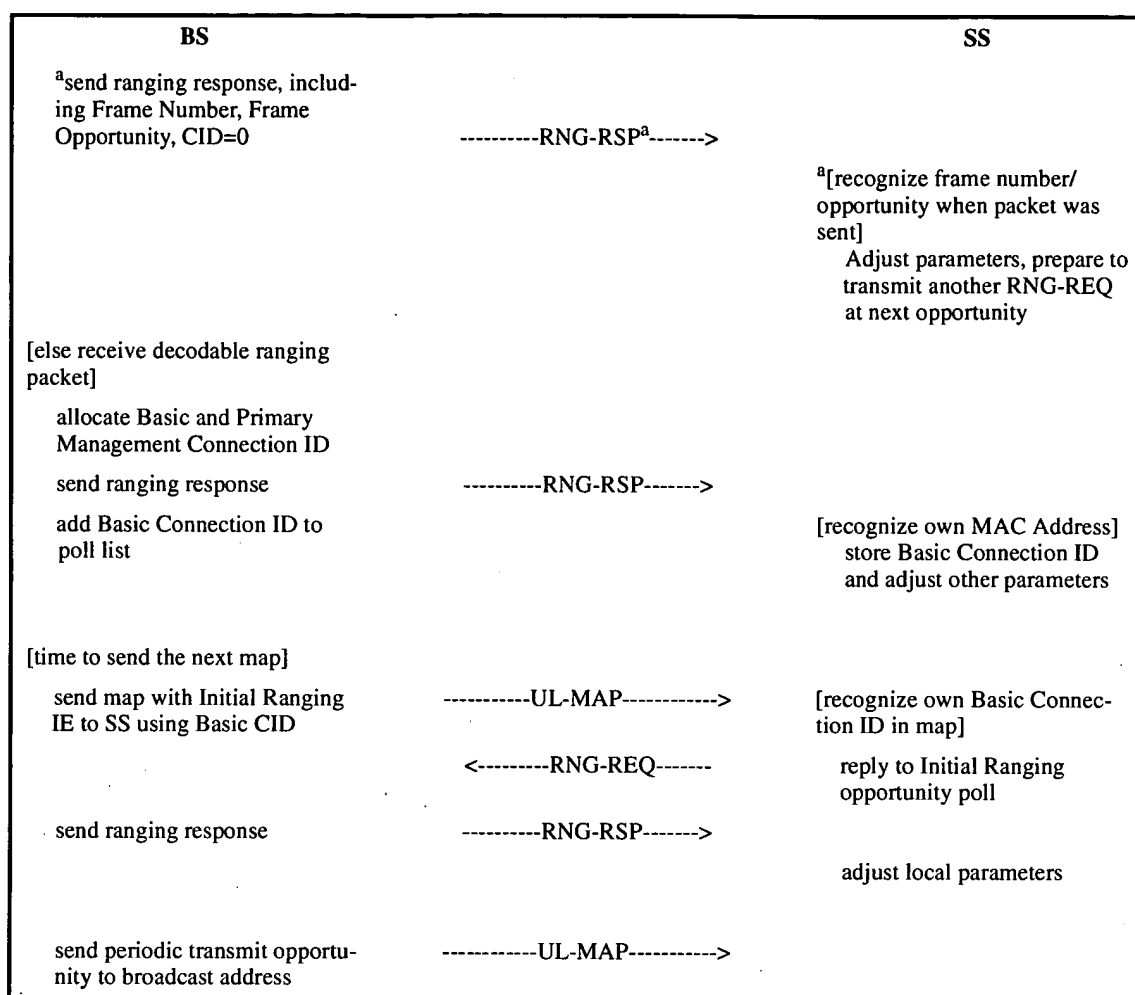 BS SS
asend ranging response, includ-
ing Frame Number, Frame
Opportunity, CID=0 ----------RNG-RSPa------->
a[recognize frame number/
opportunity when packet was
sent]
Adjust parameters, prepare to
transmit another RNG-REQ
at next opportunity
[else receive decodable ranging
packet]
allocate Basic and Primary
Management Connection ID
send ranging response ----------RNG-RSP------->
add Basic Connection ID to
poll list
[recognize own MAC Address]
store Basic Connection ID
and adjust other parameters
[time to send the next map]
send map with Initial Ranging
IE to SS using Basic CID
-----------UL-MAP------------>
[recognize own Basic Connec-
tion ID in map]
<---------RNG-REQ-------
reply to Initial Ranging
opportunity poll
send ranging response ----------RNG-RSP------->
adjust local parameters
send periodic transmit opportu-
nity to broadcast address
------------UL-MAP----------->